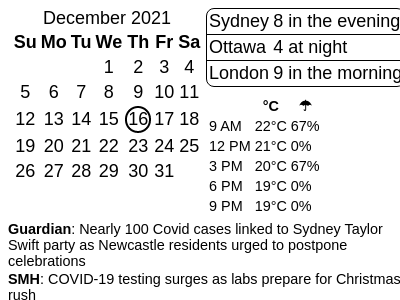 December 2021
Su Mo Tu We Th Fr Sa
1 2 3 4
5 6 7 8 9 10 11
12 13 14 15 16 17 18
19 20 21 22 23 24 25
26 27 28 29 30 31
Sydney 8 in the evening
Ottawa 4 at night
London 9 in the morning
°C ☂
9 AM 22°C 67%
12 PM 21°C 0%
3 PM 20°C 67%
6 PM 19°C 0%
9 PM 19°C 0%
Guardian: Nearly 100 Covid cases linked to Sydney Taylor
Swift party as Newcastle residents urged to postpone
celebrations
SMH: COVID-19 testing surges as labs prepare for Christmas
rush